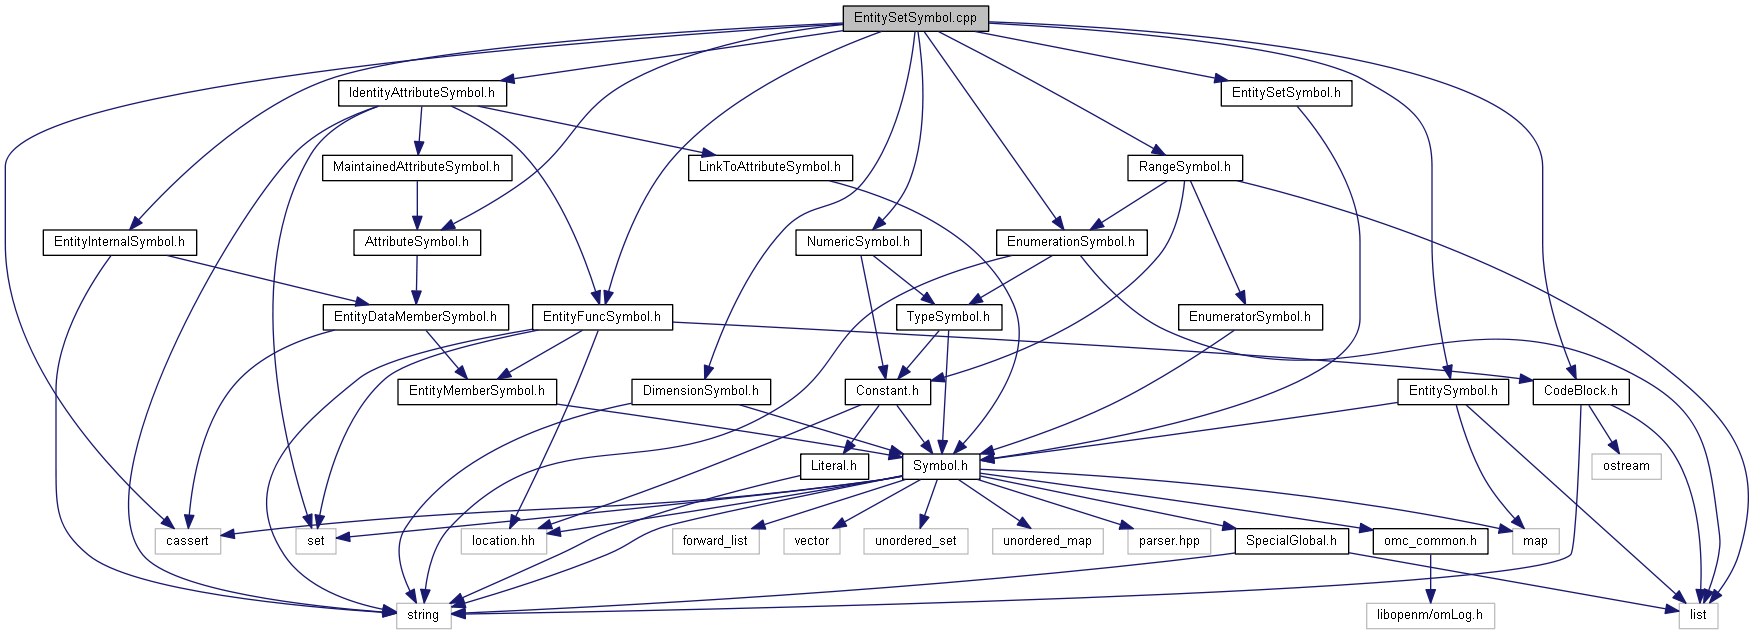 EntitySetSymbol.cpp
IdentityAttributeSymbol.h
EntitySetSymbol.h
MaintainedAttributeSymbol.h
LinkToAttributeSymbol.h
RangeSymbol.h
EntityInternalSymbol.h
AttributeSymbol.h
NumericSymbol.h
EnumerationSymbol.h
EntityDataMemberSymbol.h
EntityFuncSymbol.h
TypeSymbol.h
EnumeratorSymbol.h
EntityMemberSymbol.h
DimensionSymbol.h
Constant.h
EntitySymbol.h
CodeBlock.h
Literal.h
Symbol.h
ostream
cassert
set
location.hh
forward_list
vector
unordered_set
unordered_map
parser.hpp
SpecialGlobal.h
omc_common.h
map
string
libopenm/omLog.h
list